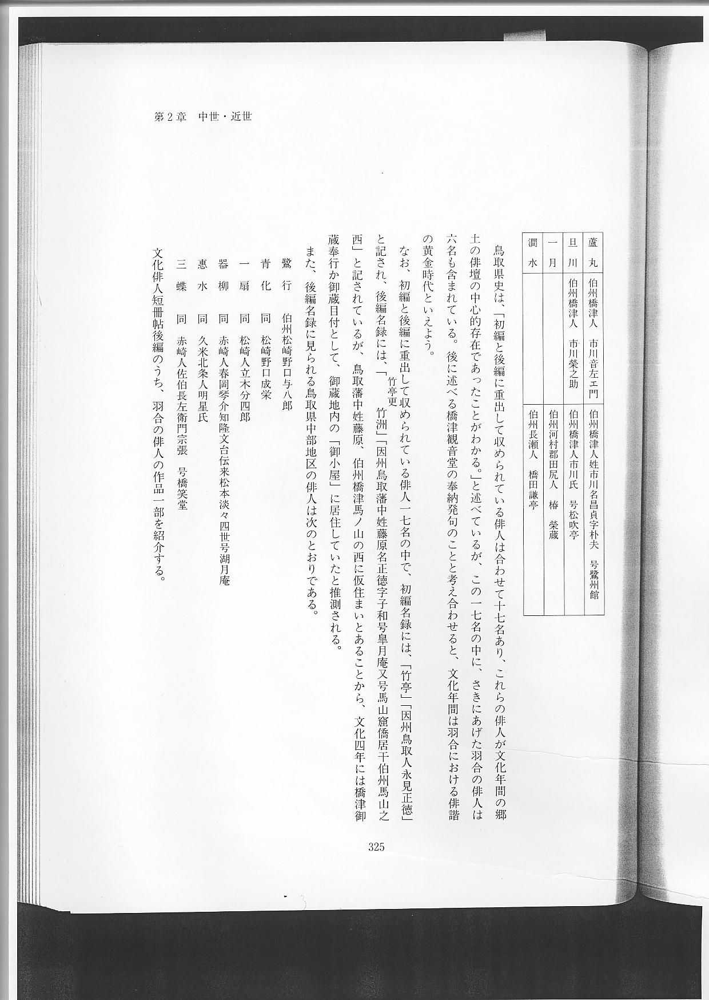 第2章　中世・近世
蘆丸　伯州橋津人　市川音左エ門　伯州橋津人姓市川名昌貞字朴夫　号鷺州館
旦川　伯州橋津人　市川榮之助　伯州橋津人市川氏　号松吹亭
一月　伯州河村郡田尻人　椿　榮蔵
澗水　伯州長瀬人　橋田謙亭
鳥取県史は、「初編と後編に重出して収められている俳人は合わせて十七名あり、これらの俳人が文化年間の郷
土の俳壇の中心的存在であったことがわかる。」と述べているが、この一七名の中に、さきにあげた羽合の俳人は
六名も含まれている。後に述べる橋津観音堂の奉納発句のことと考え合わせると、文化年間は羽合における俳諧
の黄金時代といえよう。
なお、初編と後編に重出して収められている俳人一七名の中で、初編名録には、「竹亭」「因州鳥取人永見正徳」
と記され、後編名録には、「竹亭更竹洲」「因州鳥取藩中姓藤原名正徳字子和号皐月庵又号馬山窟僑居干伯州馬山之
西」と記されているが、鳥取藩中姓藤原、伯州橋津馬ノ山の西に仮住まいとあることから、文化四年には橋津御
蔵奉行か御蔵目付として、御蔵地内の「御小屋」に居住していたと推測される。
また、後編名録に見られる鳥取県中部地区の俳人は次のとおりである。
鷺行　伯州松崎野口与八郎
青化　同　松崎野口成栄
一扇　同　松崎人立木分四郎
器柳　同　赤崎人春岡琴介知隆文台伝来松本淡々四世号湖月庵
惠水　同　久米北条人明星氏
三蝶　同　赤崎人佐伯長左衛門宗張　号橋笑堂
文化俳人短冊帖後編のうち、羽合の俳人の作品一部を紹介する。
325